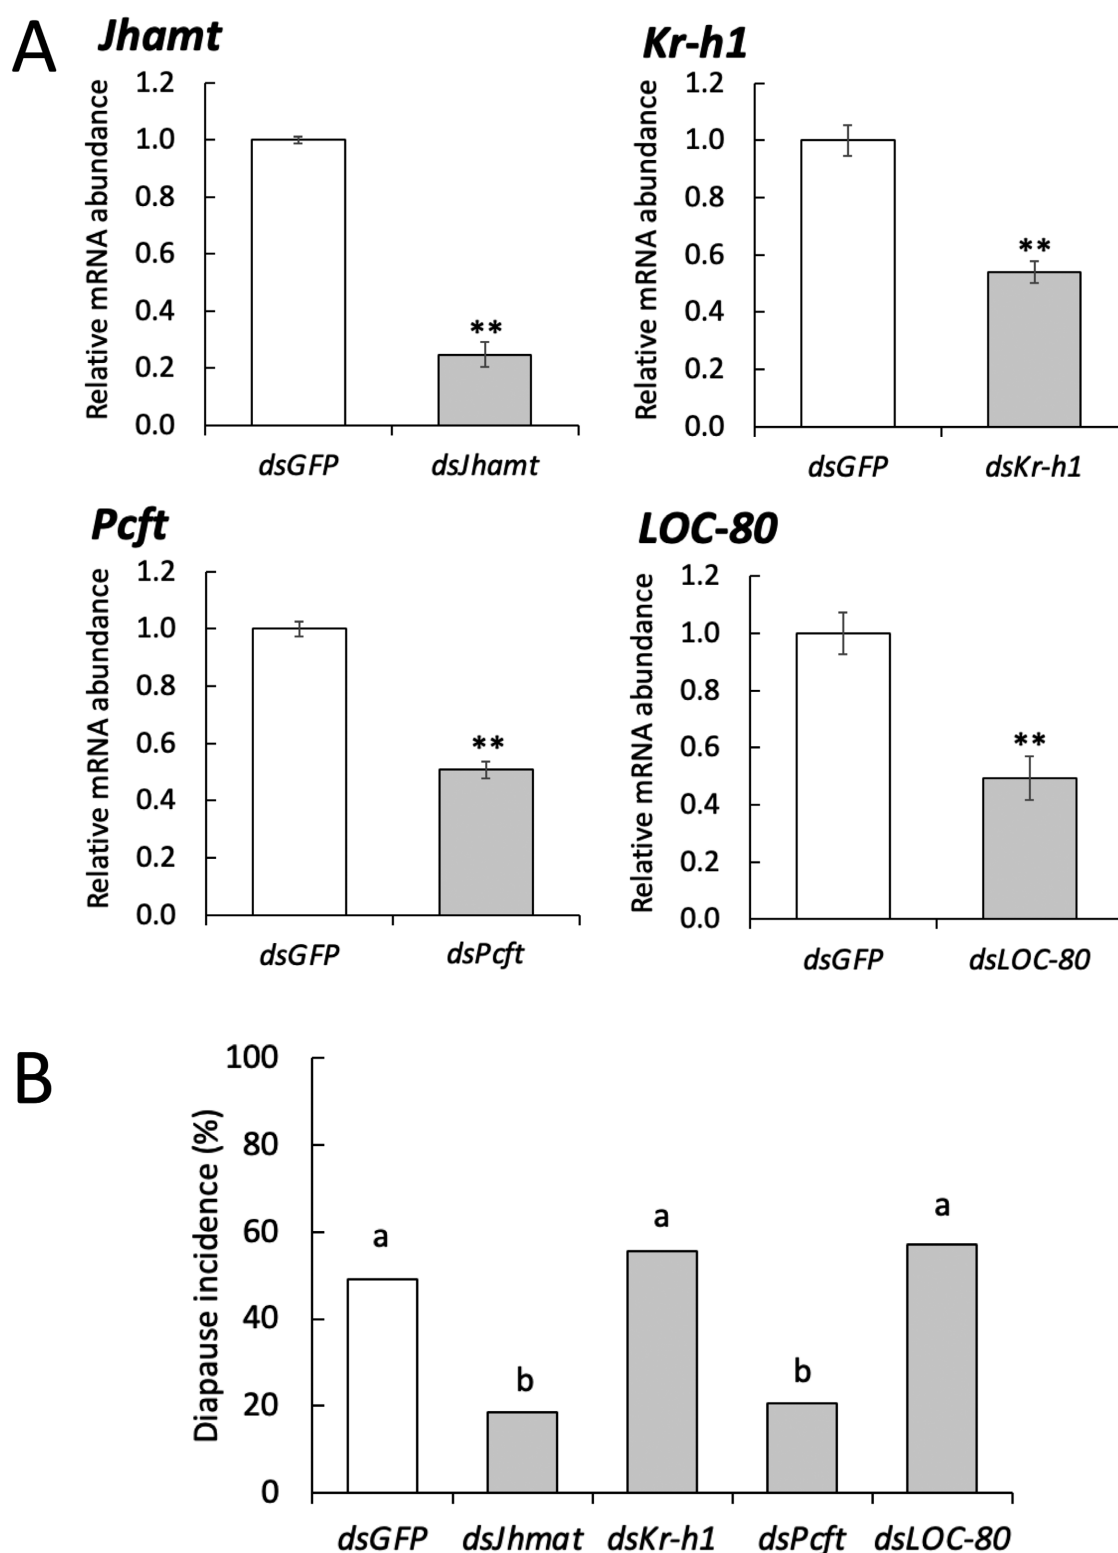 A
Jhamt
Relative mRNA abundance
1.2
1.0
0.8
0.6
0.4
0.2
0.0
**
dsGFP dsJhamt
Kr-h1
Relative mRNA abundance
1.2
1.0
0.8
0.6
0.4
0.2
0.0
**
dsGFP dsKr-h1
Pcft
Relative mRNA abundance
1.2
1.0
0.8
0.6
0.4
0.2
0.0
**
dsGFP dsPcft
LOC-80
Relative mRNA abundance
1.2
1.0
0.8
0.6
0.4
0.2
0.0
**
dsGFP dsLOC-80
B
Diapause incidence (%)
100
80
60
40
20
0
a b a b a
dsGFP dsJhmat dsKr-h1 dsPcft dsLOC-80